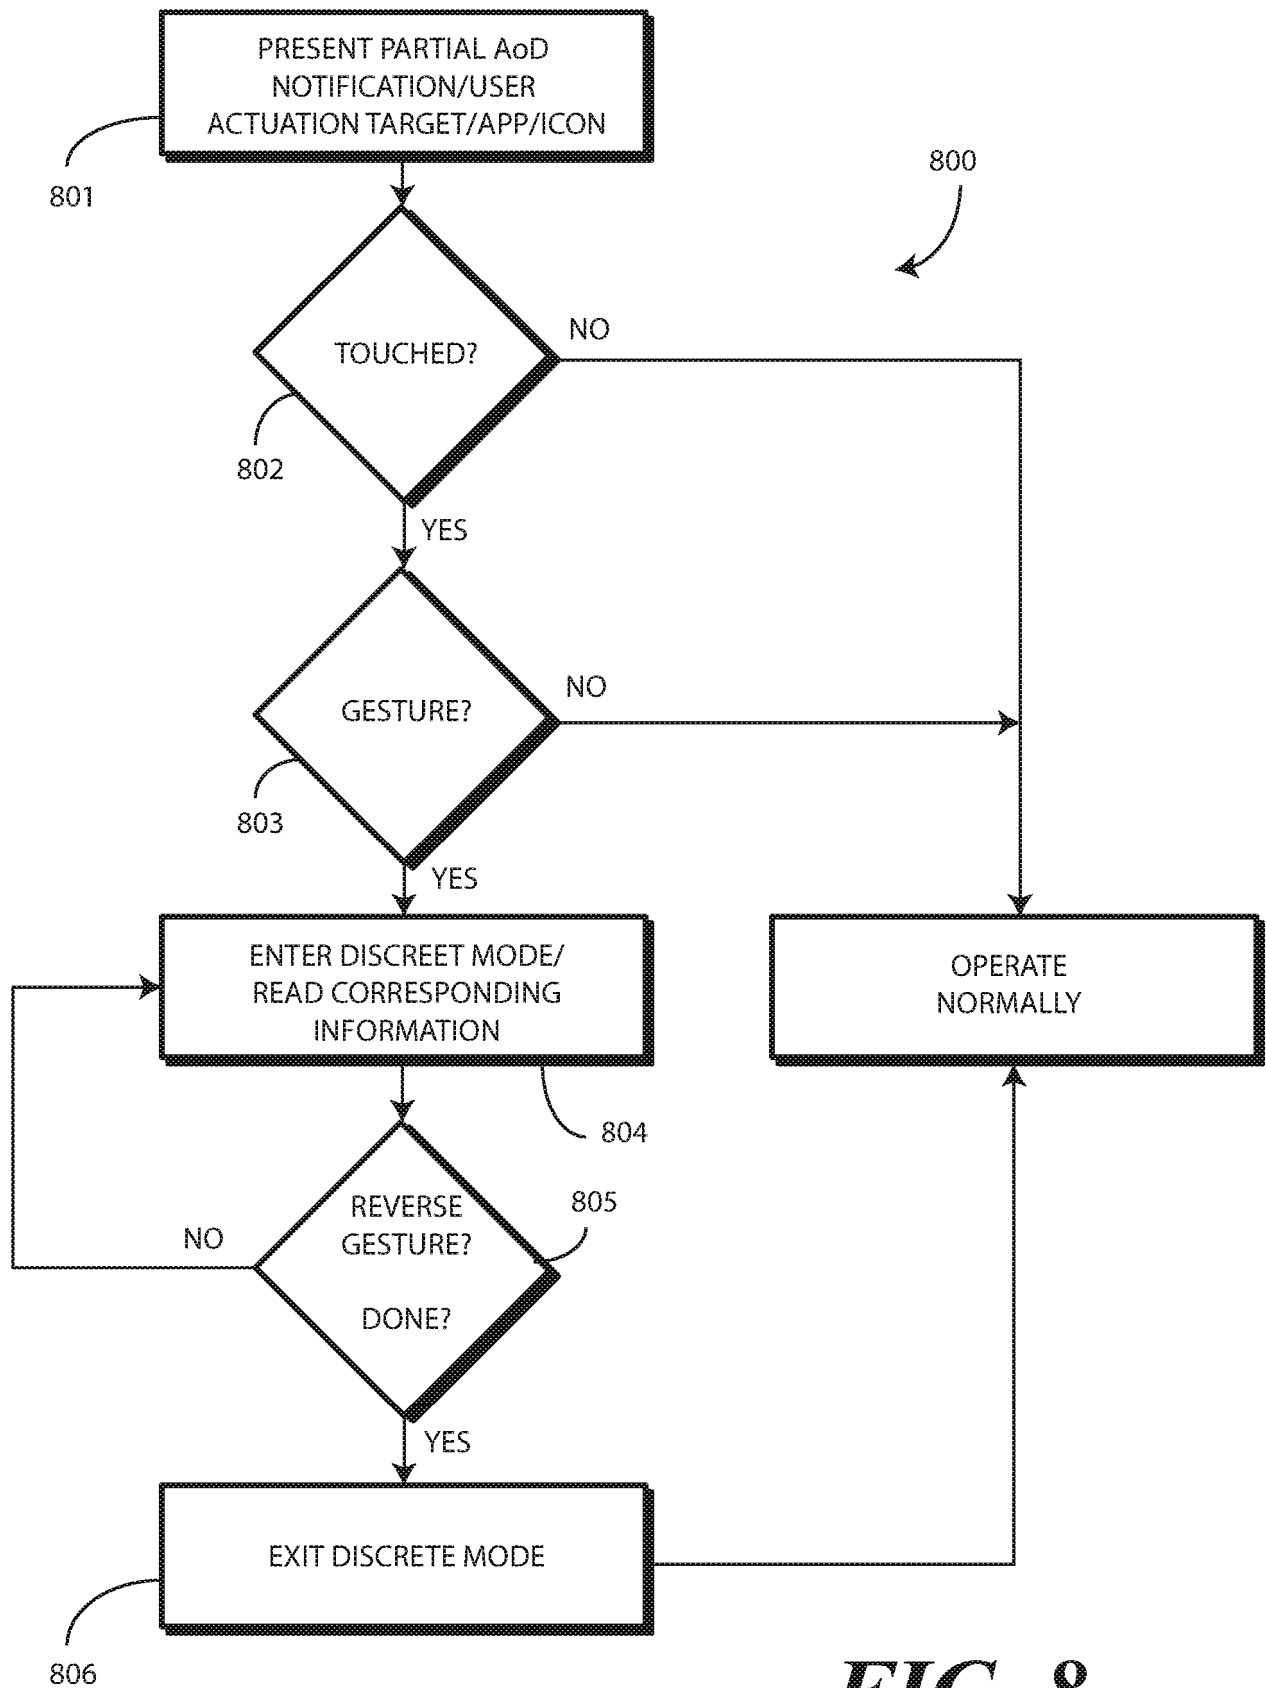 PRESENT PARTIAL AoD
NOTIFICATION/USER
ACTUATION TARGET/APP/ICON
801
800
TOUCHED?
NO
802
YES
GESTURE?
NO
803
YES
ENTER DISCREET MODE/
READ CORRESPONDING
INFORMATION
OPERATE
NORMALLY
804
REVERSE
GESTURE?
DONE?
805
NO
YES
EXIT DISCRETE MODE
806
FIG. 8